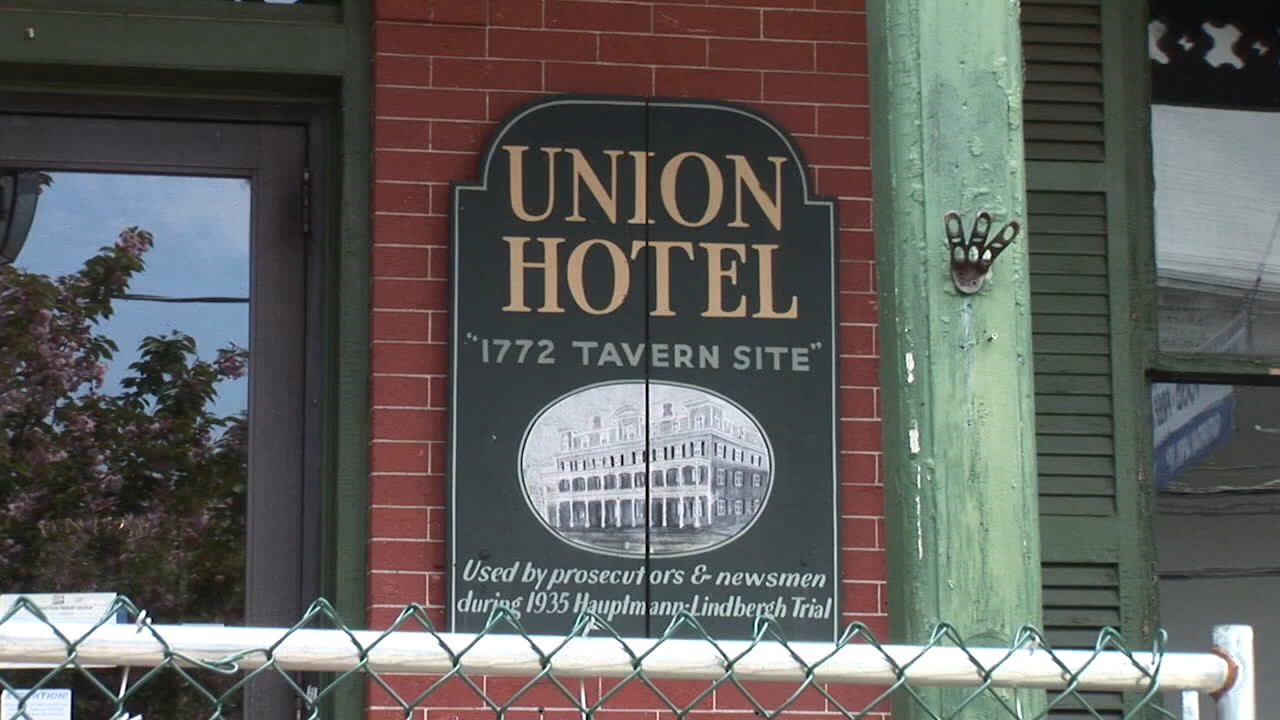 UNION
HOTEL
"1772 TAVERN SITE"
Used by prosecutors & newsmen
during 1935 Hauptmann-Lindbergh Trial